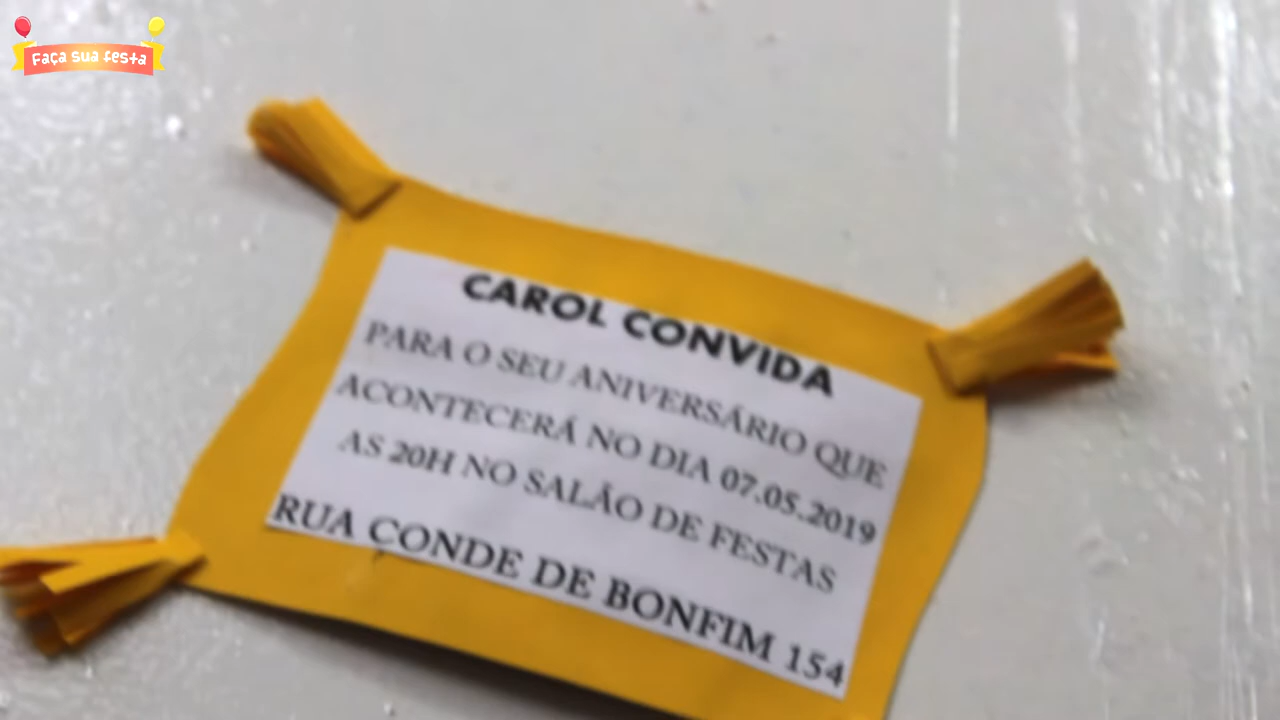 Faça sua festa
CAROL CONVIDA
PARA O SEU ANIVERSÁRIO QUE
ACONTECERÁ NO DIA 07.05.2019
AS 20H NO SALÃO DE FESTAS
RUA CONDE DE BONFIM 154